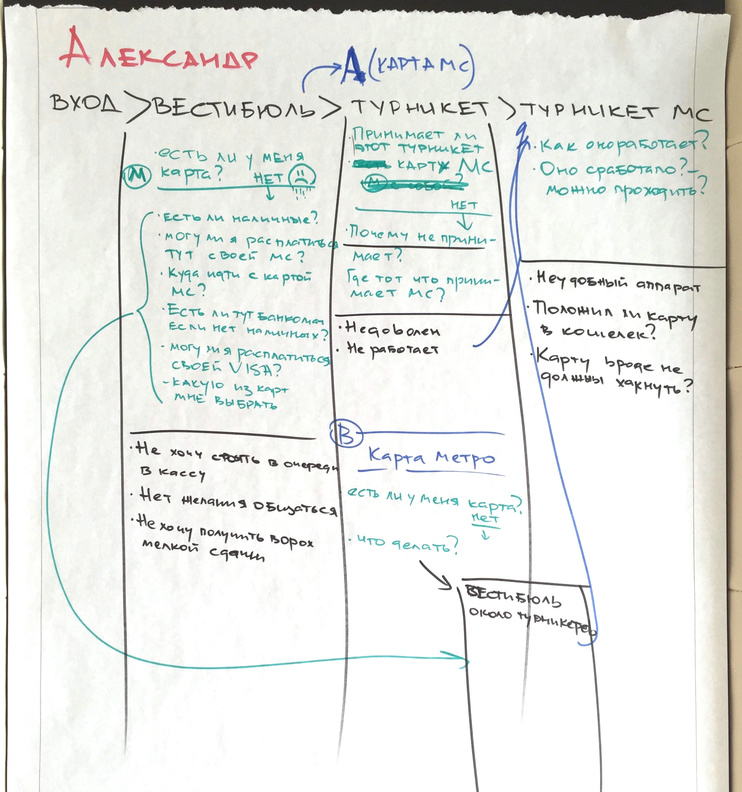 Александр
А (КАРТА МС)
ВХОД > ВЕСТИБЮЛЬ > ТУРНИКЕТ > ТУРНИКЕТ МС
М
· есть ли у меня
карта?
НЕТ
· Есть ли наличные?
· могу ли я расплатиться
тут своей МС?
· Куда идти с картой
МС?
· Есть ли тут банкомат
если нет наличных?
· могу ли я расплатиться
своей VISA?
- какую из карт
мне выбрать
· Не хочу стоять в очереди
в кассу
· Нет желания общаться
· Не хочу получить ворох
мелкой сдачи
· Принимает ли
этот турникет
карту МС
НЕТ
· Почему не прини-
мает?
Где тот что прини-
мает МС?
· Недоволен
· Не работает
В
Карта метро
есть ли у меня карта?
нет
· что делать?
ВЕСТИБЮЛЬ
около турникетов
· Как оно работает?
· Оно сработало? -
можно проходить?
· Неудобный аппарат
· Положил ли карту
в кошелек?
· Карту вроде не
должны хакнуть?